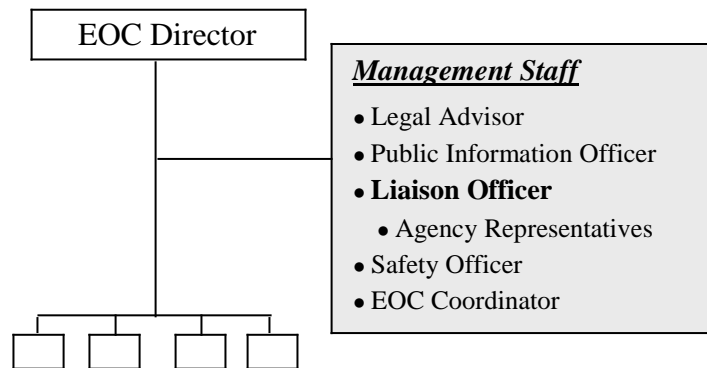 EOC Director
Management Staff
• Legal Advisor
• Public Information Officer
• Liaison Officer
• Agency Representatives
• Safety Officer
• EOC Coordinator